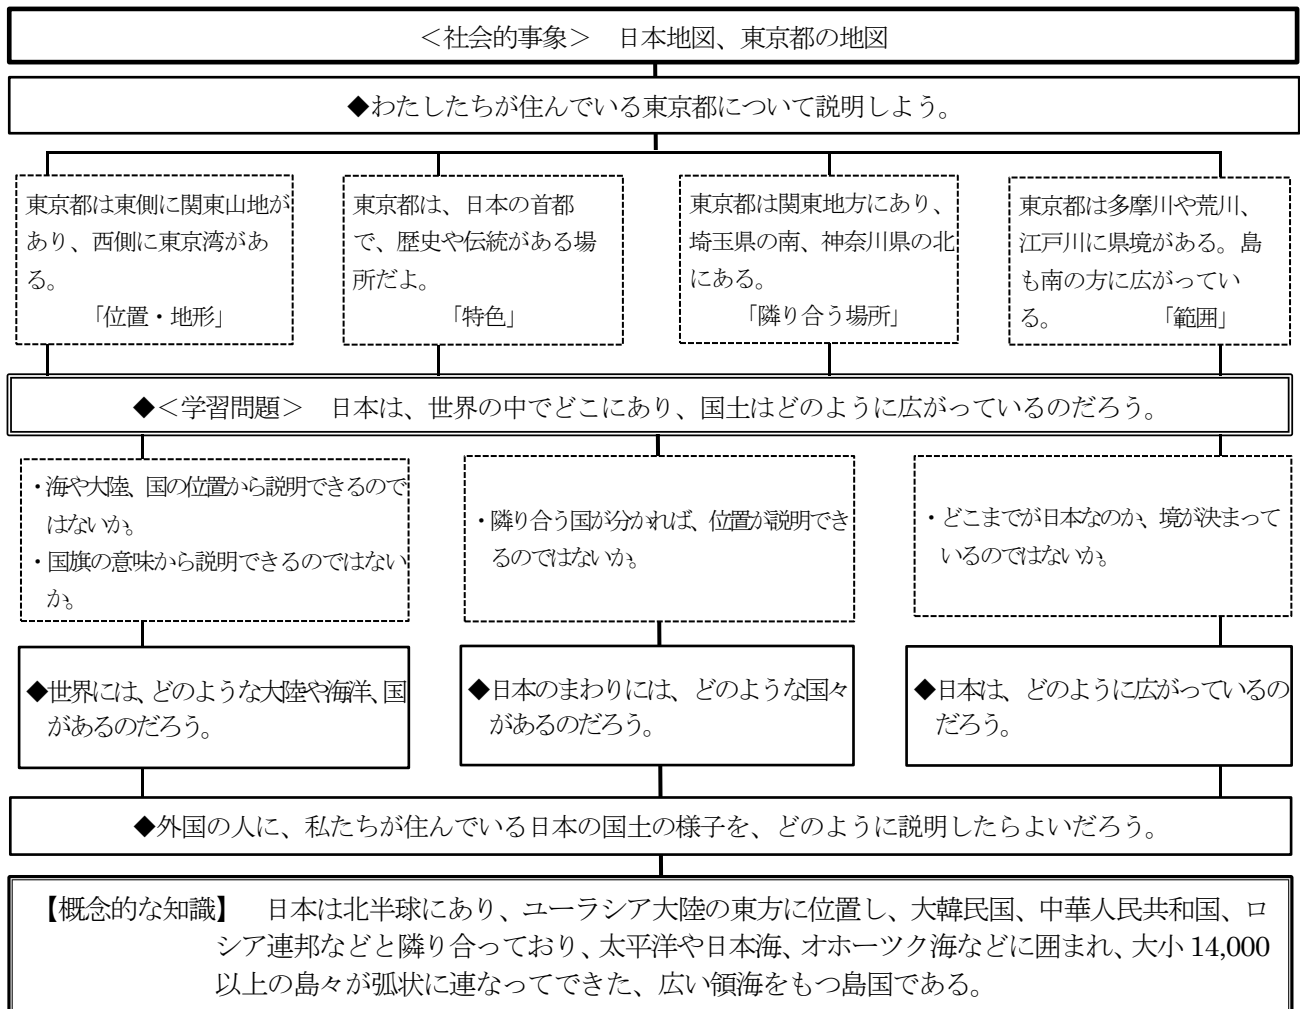 ＜社会的事象＞　日本地図、東京都の地図
◆わたしたちが住んでいる東京都について説明しよう。
東京都は東側に関東山地が
あり、西側に東京湾があ
る。
「位置・地形」
東京都は、日本の首都
で、歴史や伝統がある場
所だよ。
「特色」
東京都は関東地方にあり、
埼玉県の南、神奈川県の北
にある。
「隣り合う場所」
東京都は多摩川や荒川、
江戸川に県境がある。島
も南の方に広がってい
る。　「範囲」
◆＜学習問題＞　日本は、世界の中でどこにあり、国土はどのように広がっているのだろう。
・海や大陸、国の位置から説明できるので
はないか。
・国旗の意味から説明できるのではない
か。
・隣り合う国が分かれば、位置が説明でき
るのではないか。
・どこまでが日本なのか、境が決まって
いるのではないか。
◆世界には、どのような大陸や海洋、国
があるのだろう。
◆日本のまわりには、どのような国々
があるのだろう。
◆日本は、どのように広がっているの
だろう。
◆外国の人に、私たちが住んでいる日本の国土の様子を、どのように説明したらよいだろう。
【概念的な知識】　日本は北半球にあり、ユーラシア大陸の東方に位置し、大韓民国、中華人民共和国、ロ
シア連邦などと隣り合っており、太平洋や日本海、オホーツク海などに囲まれ、大小 14,000
以上の島々が弧状に連なってできた、広い領海をもつ島国である。